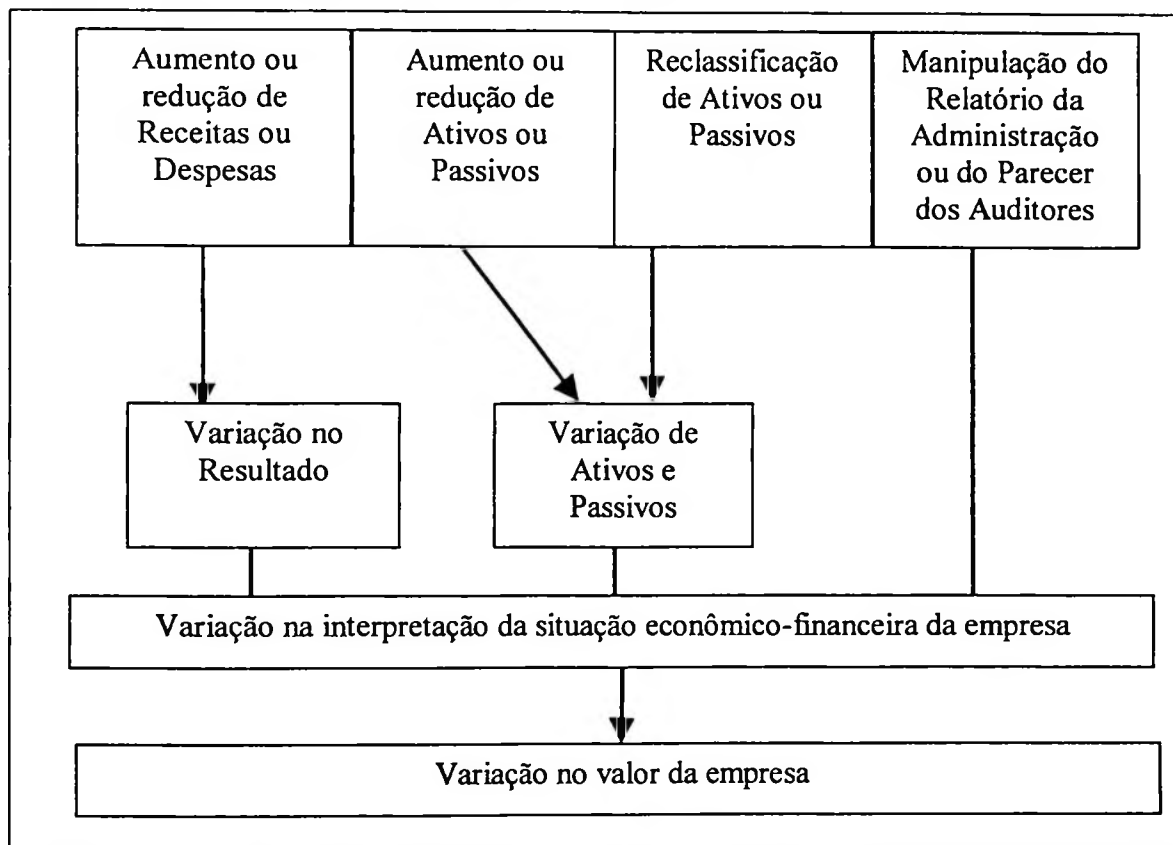 Aumento ou
redução de
Receitas ou
Despesas
Aumento ou
redução de
Ativos ou
Passivos
Reclassificação
de Ativos ou
Passivos
Manipulação do
Relatório da
Administração
ou do Parecer
dos Auditores
Variação no
Resultado
Variação de
Ativos e
Passivos
Variação na interpretação da situação econômico-financeira da empresa
Variação no valor da empresa